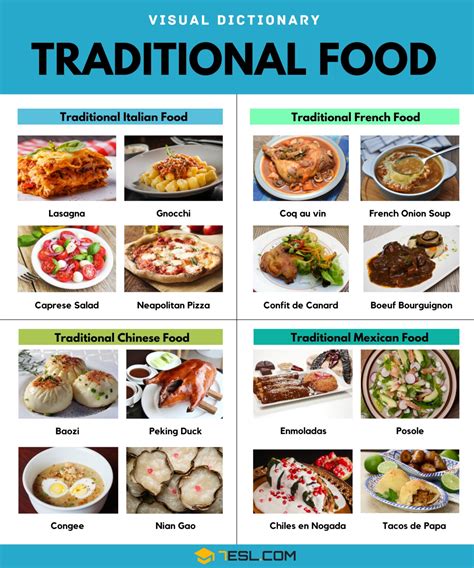 VISUAL DICTIONARY
TRADITIONAL FOOD
Traditional Italian Food
Lasagna
Gnocchi
Caprese Salad
Neapolitan Pizza
Traditional French Food
Coq au vin
French Onion Soup
Confit de Canard
Boeuf Bourguignon
Traditional Chinese Food
Baozi
Peking Duck
Congee
Nian Gao
Traditional Mexican Food
Enmoladas
Posole
Chiles en Nogada
Tacos de Papa
7ESL.COM